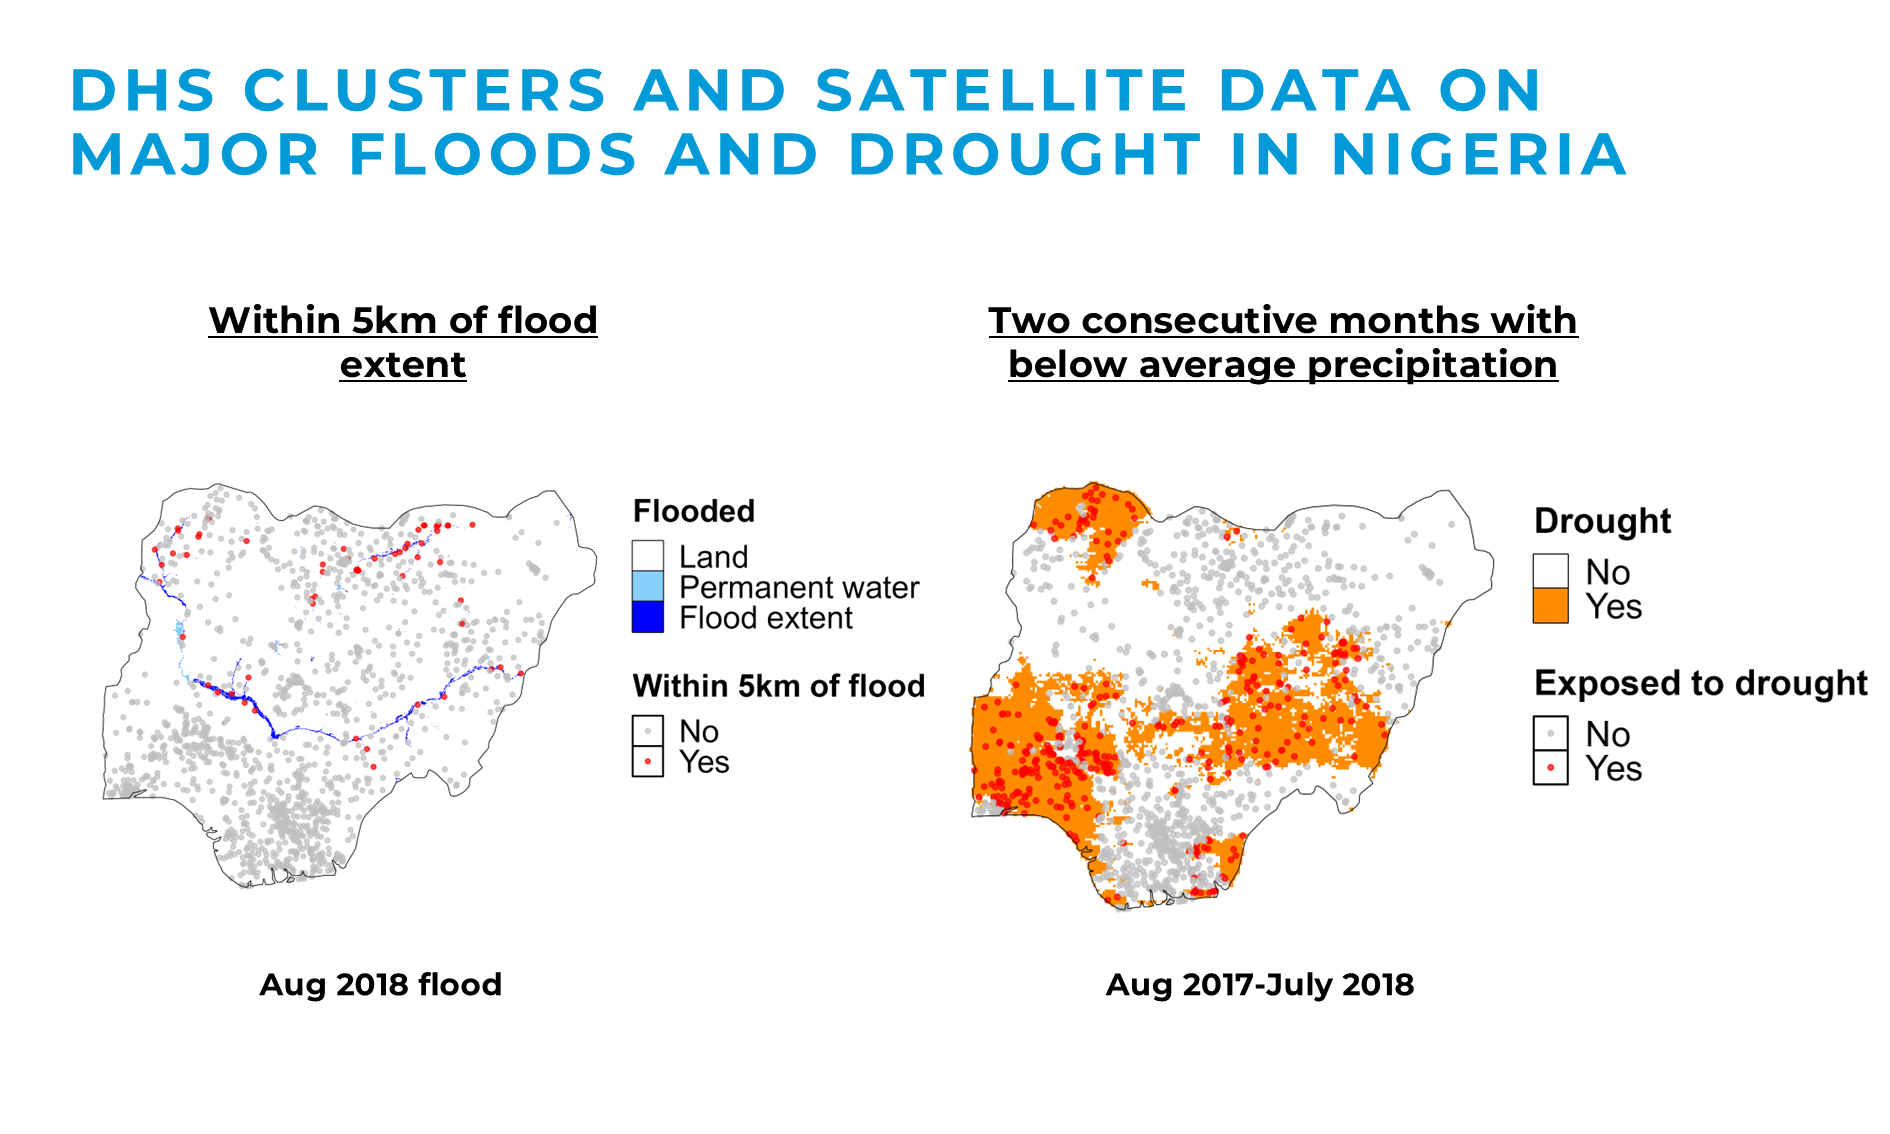 DHS CLUSTERS AND SATELLITE DATA ON
MAJOR FLOODS AND DROUGHT IN NIGERIA
Within 5km of flood
extent
Flooded
Land
Permanent water
Flood extent
Within 5km of flood
No
Yes
Aug 2018 flood
Two consecutive months with
below average precipitation
Drought
No
Yes
Exposed to drought
No
Yes
Aug 2017-July 2018